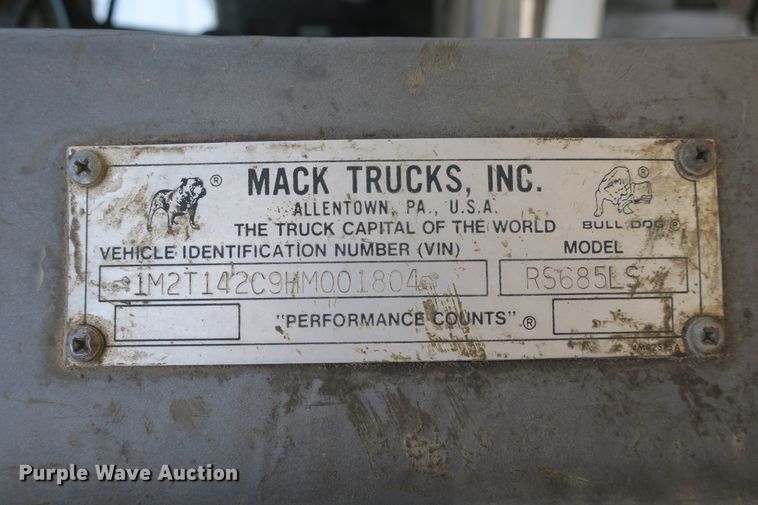 MACK TRUCKS, INC.
ALLENTOWN, PA., U.S.A.
THE TRUCK CAPITAL OF THE WORLD
BULL DOG ®
VEHICLE IDENTIFICATION NUMBER (VIN) MODEL
1M2T142C9HM001804 RS685LS
"PERFORMANCE COUNTS" ®
Purple Wave Auction